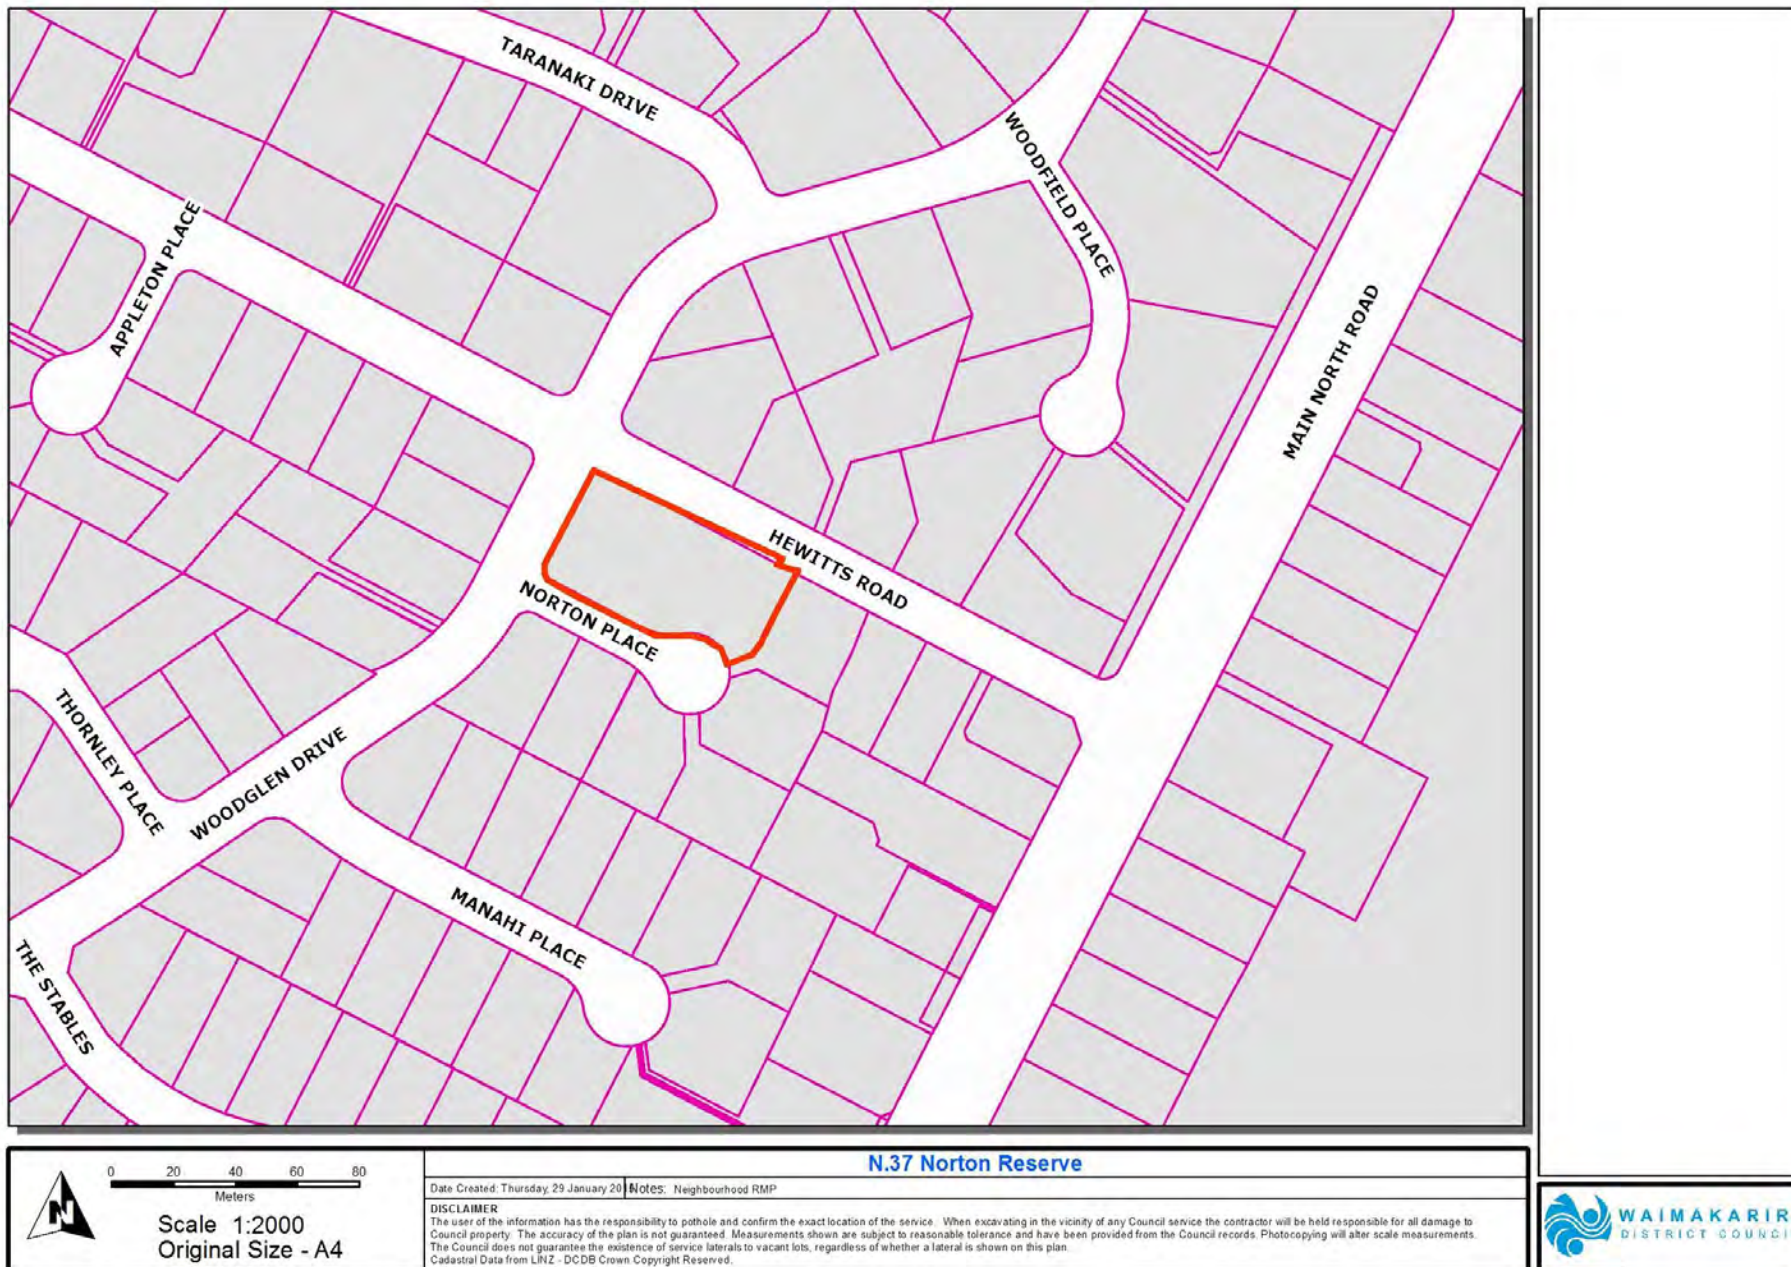 TARANAKI DRIVE
WOODFIELD PLACE
APPLETON PLACE
MAIN NORTH ROAD
HEWITTS ROAD
NORTON PLACE
THORNLEY PLACE
WOODGLEN DRIVE
MANAHI PLACE
THE STABLES
N.37 Norton Reserve
0 20 40 60 80
Meters
N
Scale 1:2000
Original Size - A4
Date Created: Thursday, 29 January 20
Notes: Neighbourhood RMP
DISCLAIMER
The user of the information has the responsibility to pothole and confirm the exact location of the service. When excavating in the vicinity of any Council service the contractor will be held responsible for all damage to
Council property. The accuracy of the plan is not guaranteed. Measurements shown are subject to reasonable tolerance and have been provided from the Council records. Photocopying will alter scale measurements.
The Council does not guarantee the existence of service laterals to vacant lots, regardless of whether a lateral is shown on this plan.
Cadastral Data from LINZ - DCDB Crown Copyright Reserved.
WAIMAKARIR
DISTRICT COUNCI